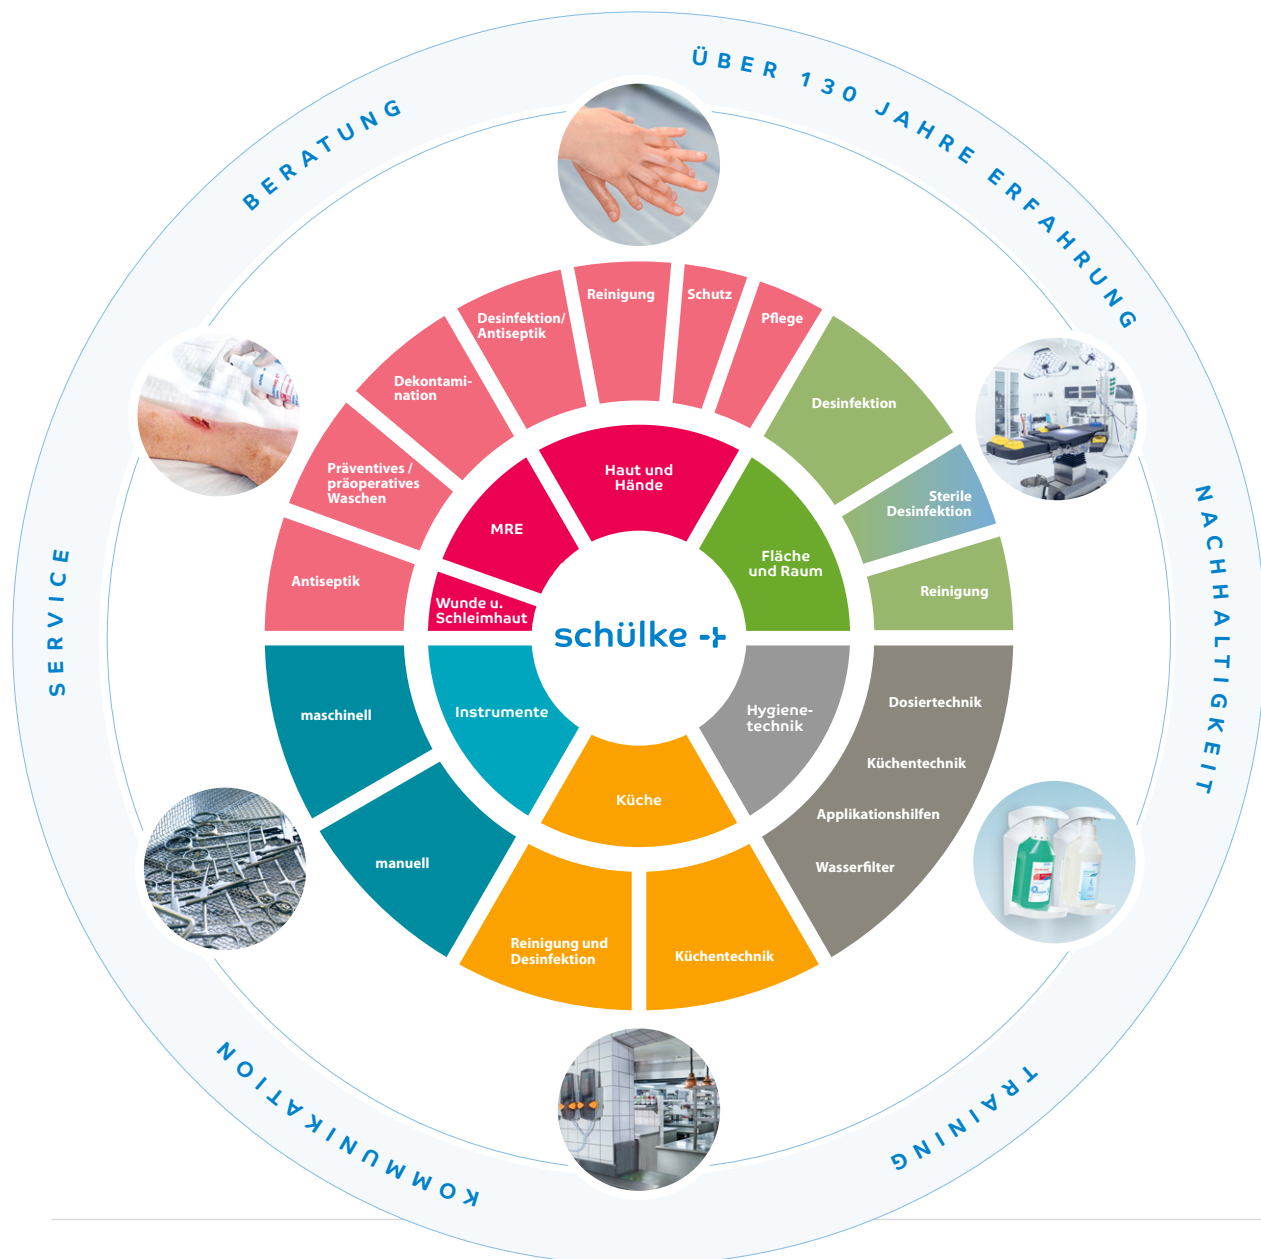 ÜBER 130 JAHRE ERFAHRUNG
BERATUNG
Reinigung
Schutz
Desinfektion/
Antiseptik
Pflege
Dekontami-
nation
Desinfektion
Präventives /
präoperatives
Waschen
Haut und
Hände
Sterile
Desinfektion
MRE
Fläche
und Raum
Antiseptik
Reinigung
Wunde u.
Schleimhaut
schülke
SERVICE
NACHHALTIGKEIT
maschinell
Instrumente
Hygiene-
technik
Dosiertechnik
Küchentechnik
Küche
Applikationshilfen
manuell
Wasserfilter
Reinigung und
Desinfektion
Küchentechnik
KOMMUNIKATION
TRAINING